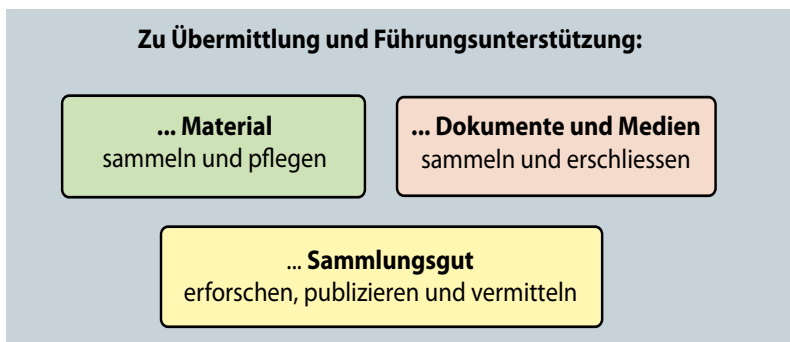 Zu Übermittlung und Führungsunterstützung:
... Material
sammeln und pflegen
... Dokumente und Medien
sammeln und erschliessen
... Sammlungsgut
erforschen, publizieren und vermitteln